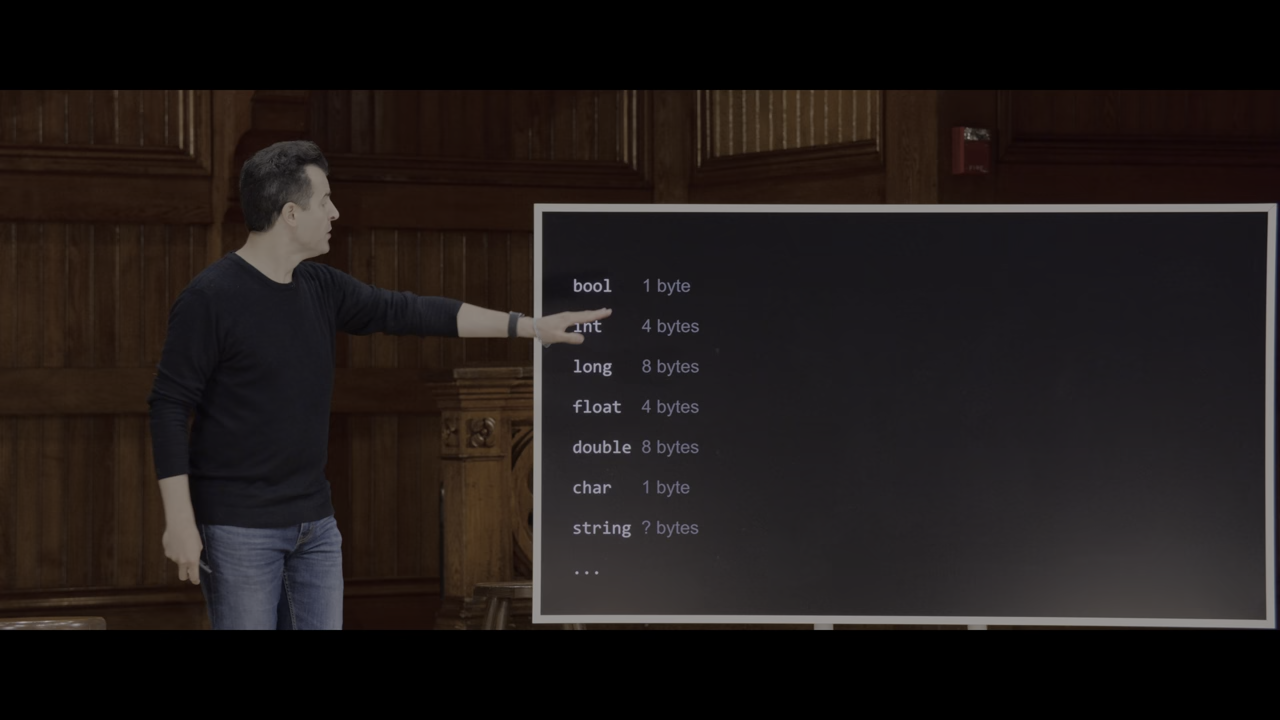 bool 1 byte
int 4 bytes
long 8 bytes
float 4 bytes
double 8 bytes
char 1 byte
string ? bytes
...